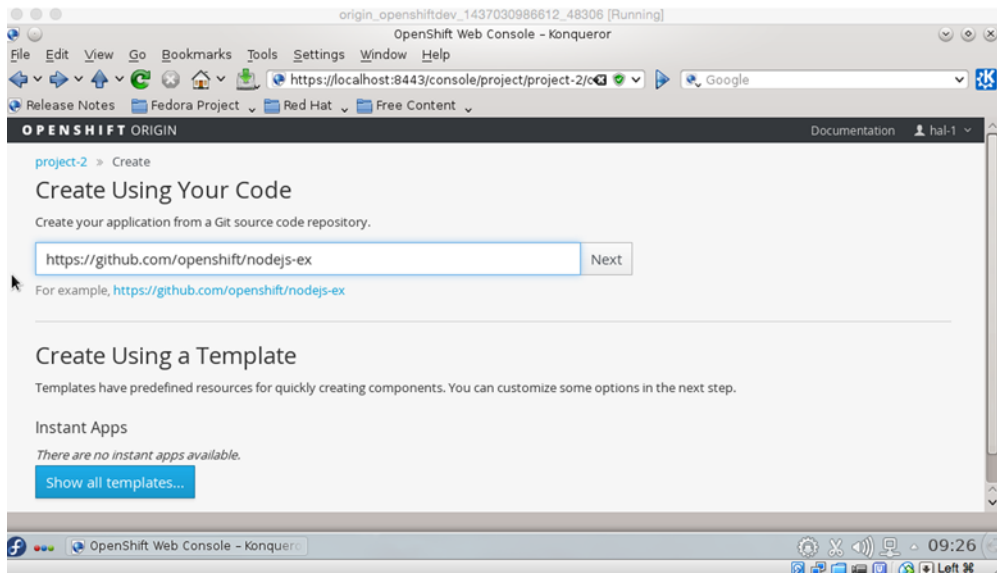 origin_openshiftdev_1437030986612_48306 [Running]
OpenShift Web Console – Konqueror
File Edit View Go Bookmarks Tools Settings Window Help
https://localhost:8443/console/project/project-2/c Google
Release Notes Fedora Project Red Hat Free Content
OPENSHIFT ORIGIN Documentation hal-1
project-2 » Create
Create Using Your Code
Create your application from a Git source code repository.
https://github.com/openshift/nodejs-ex Next
For example, https://github.com/openshift/nodejs-ex
Create Using a Template
Templates have predefined resources for quickly creating components. You can customize some options in the next step.
Instant Apps
There are no instant apps available.
Show all templates...
OpenShift Web Console – Konquero 09:26
Left ⌘